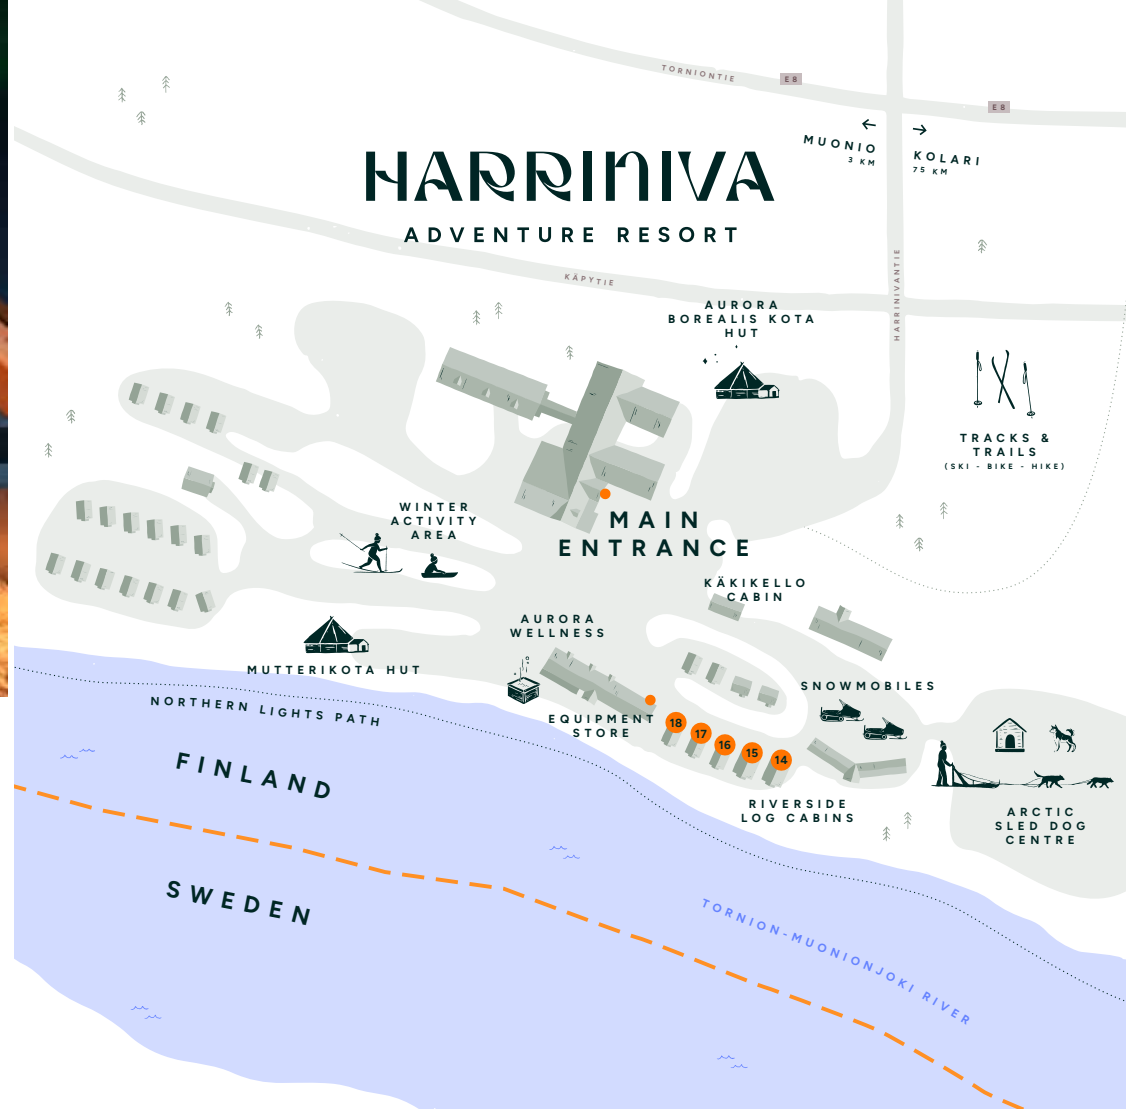 TORNIONTIE
E8
E8
MUONIO
3 KM
KOLARI
75 KM
HARRINIVA
ADVENTURE RESORT
KÄPYTIE
HARRINIVANTIE
AURORA
BOREALIS KOTA
HUT
TRACKS &
TRAILS
(SKI - BIKE - HIKE)
WINTER
ACTIVITY
AREA
MAIN
ENTRANCE
KÄKIKELLO
CABIN
AURORA
WELLNESS
MUTTERIKOTA HUT
SNOWMOBILES
NORTHERN LIGHTS PATH
EQUIPMENT
STORE
18
17
16
15
14
RIVERSIDE
LOG CABINS
ARCTIC
SLED DOG
CENTRE
FINLAND
SWEDEN
TORNION-MUONIONJOKI RIVER